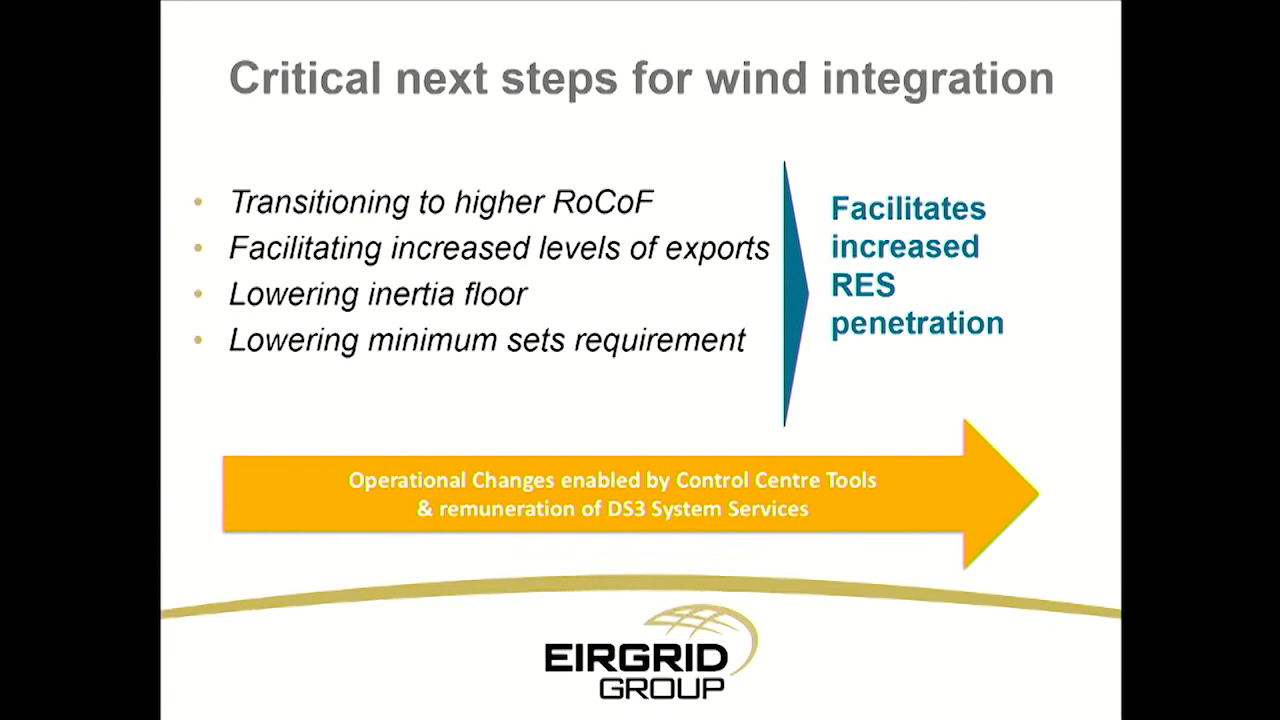 Critical next steps for wind integration
• Transitioning to higher RoCoF
• Facilitating increased levels of exports
• Lowering inertia floor
• Lowering minimum sets requirement
Facilitates
increased
RES
penetration
Operational Changes enabled by Control Centre Tools
& remuneration of DS3 System Services
EIRGRID
GROUP